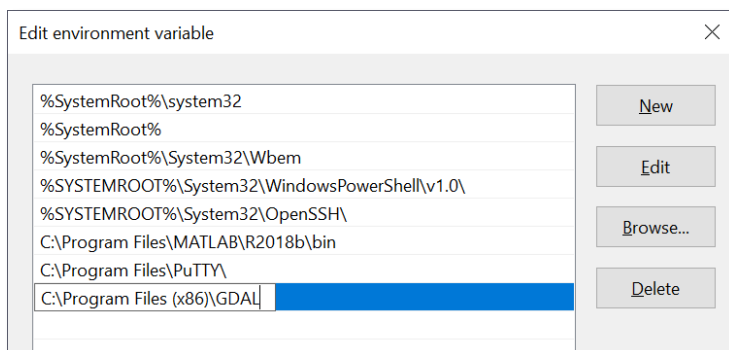 Edit environment variable
%SystemRoot%\system32
New
%SystemRoot%
%SystemRoot%\System32\Wbem
Edit
%SYSTEMROOT%\System32\WindowsPowerShell\v1.0\
%SYSTEMROOT%\System32\OpenSSH\
Browse...
C:\Program Files\MATLAB\R2018b\bin
C:\Program Files\PuTTY\
C:\Program Files (x86)\GDAL
Delete